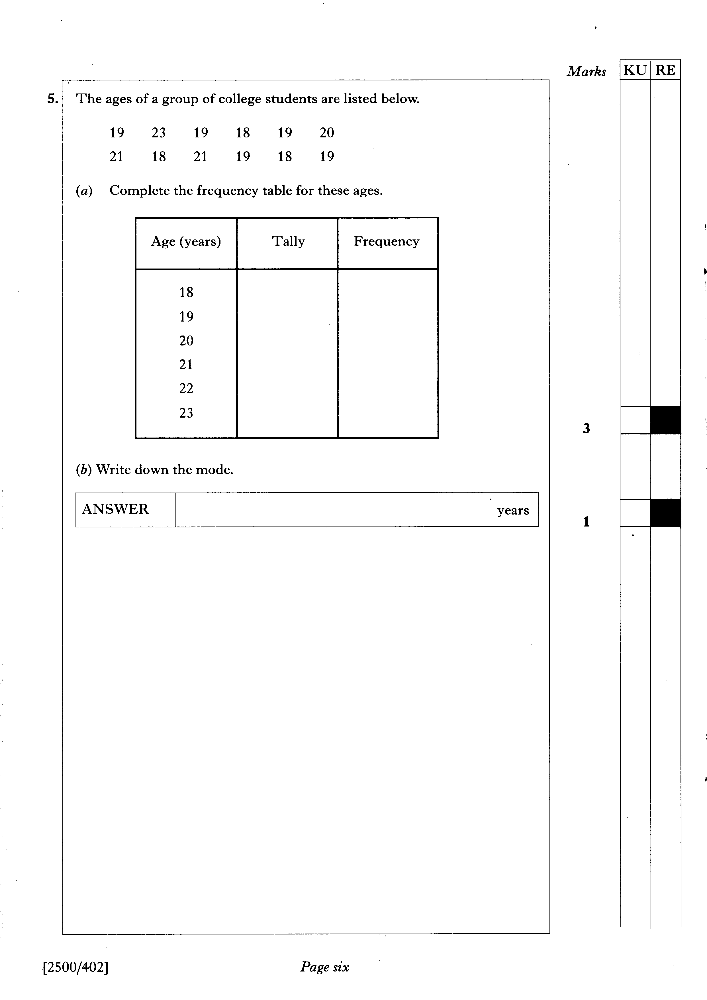 Marks KU RE
5. The ages of a group of college students are listed below.
19 23 19 18 19 20
21 18 21 19 18 19
(a) Complete the frequency table for these ages.
Age (years) Tally Frequency
18
19
20
21
22
23
3
(b) Write down the mode.
ANSWER years
1
[2500/402] Page six